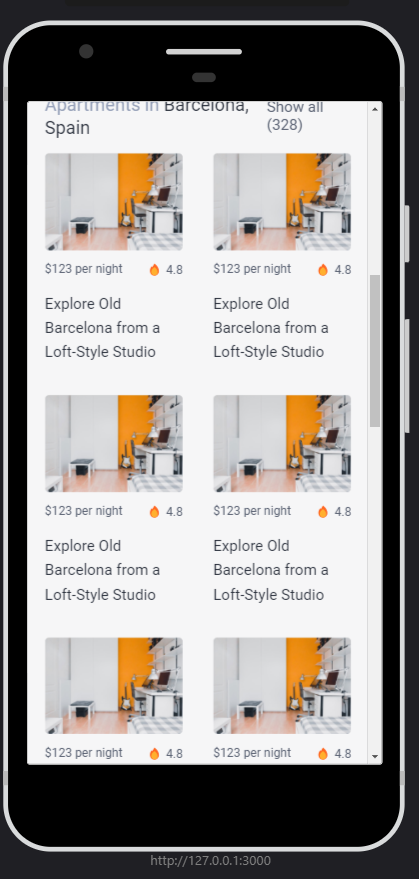 Apartments in Barcelona,
Spain
Show all
(328)
$123 per night 4.8
$123 per night 4.8
Explore Old
Barcelona from a
Loft-Style Studio
Explore Old
Barcelona from a
Loft-Style Studio
$123 per night 4.8
$123 per night 4.8
Explore Old
Barcelona from a
Loft-Style Studio
Explore Old
Barcelona from a
Loft-Style Studio
$123 per night 4.8
$123 per night 4.8
http://127.0.0.1:3000